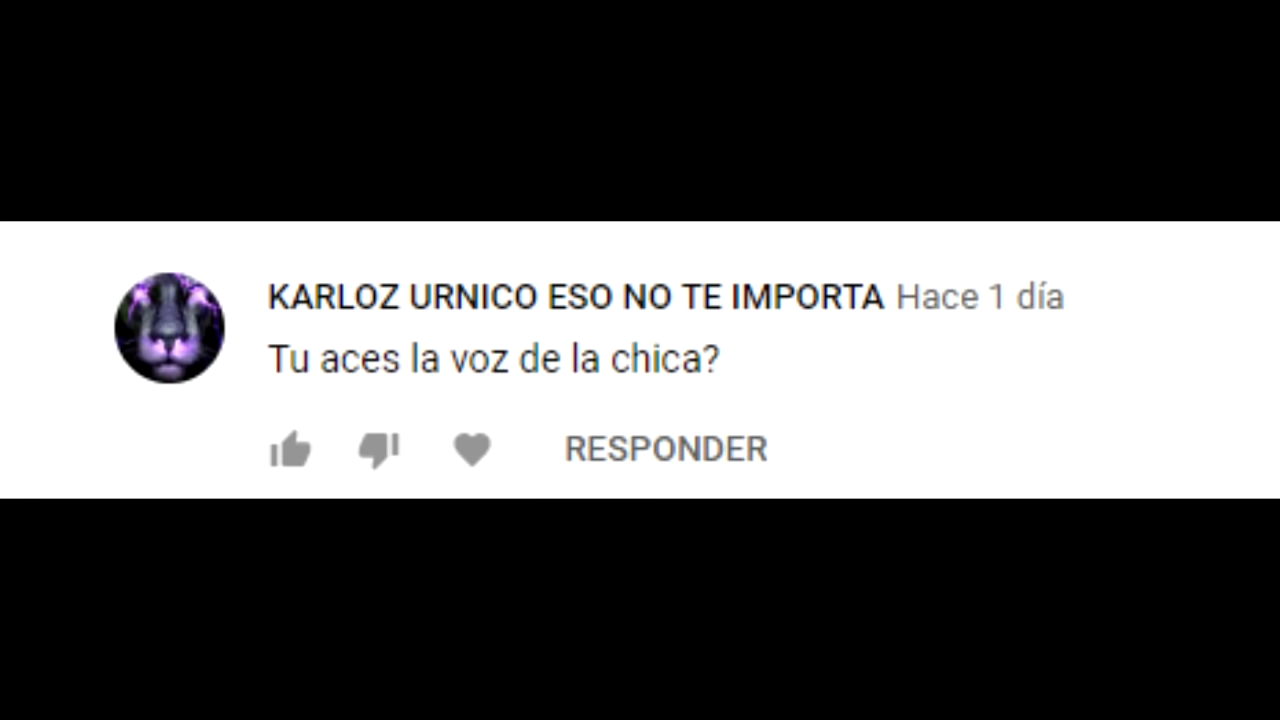 KARLOZ URNICO ESO NO TE IMPORTA Hace 1 día
Tu aces la voz de la chica?
RESPONDER